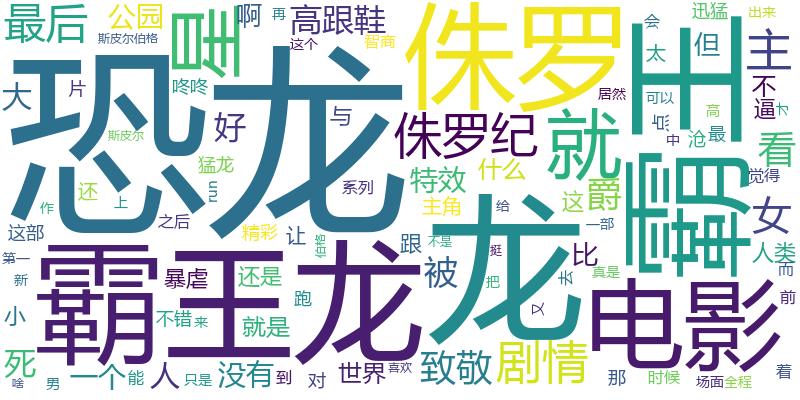 最后
公园
星
啊
再
高跟鞋
侏罗
会
迅猛
出来
斯皮尔伯格
这个
智商
太
但
主
王
大
片
咚咚
恐龙
居然
可以
不
才
好
与
侏罗纪
就
点
高
逼
中
沧
最
看
猛龙
特效
什么
霸
觉得
还
run
系列
这
爵
作
上
之后
主角
给
龙
一部
女
斯皮尔
这部
精彩
让
伯格
跟
不是
挺
比
人类
第一
霸王龙
暴虐
还是
被
把
去
真是
而
新
电影
前
小
不错
来
跑
就是
又
死
一个
能
人
没有
到
对
世界
喜欢
致敬
剧情
那
时候
场面
全程
着
啥
男
只是